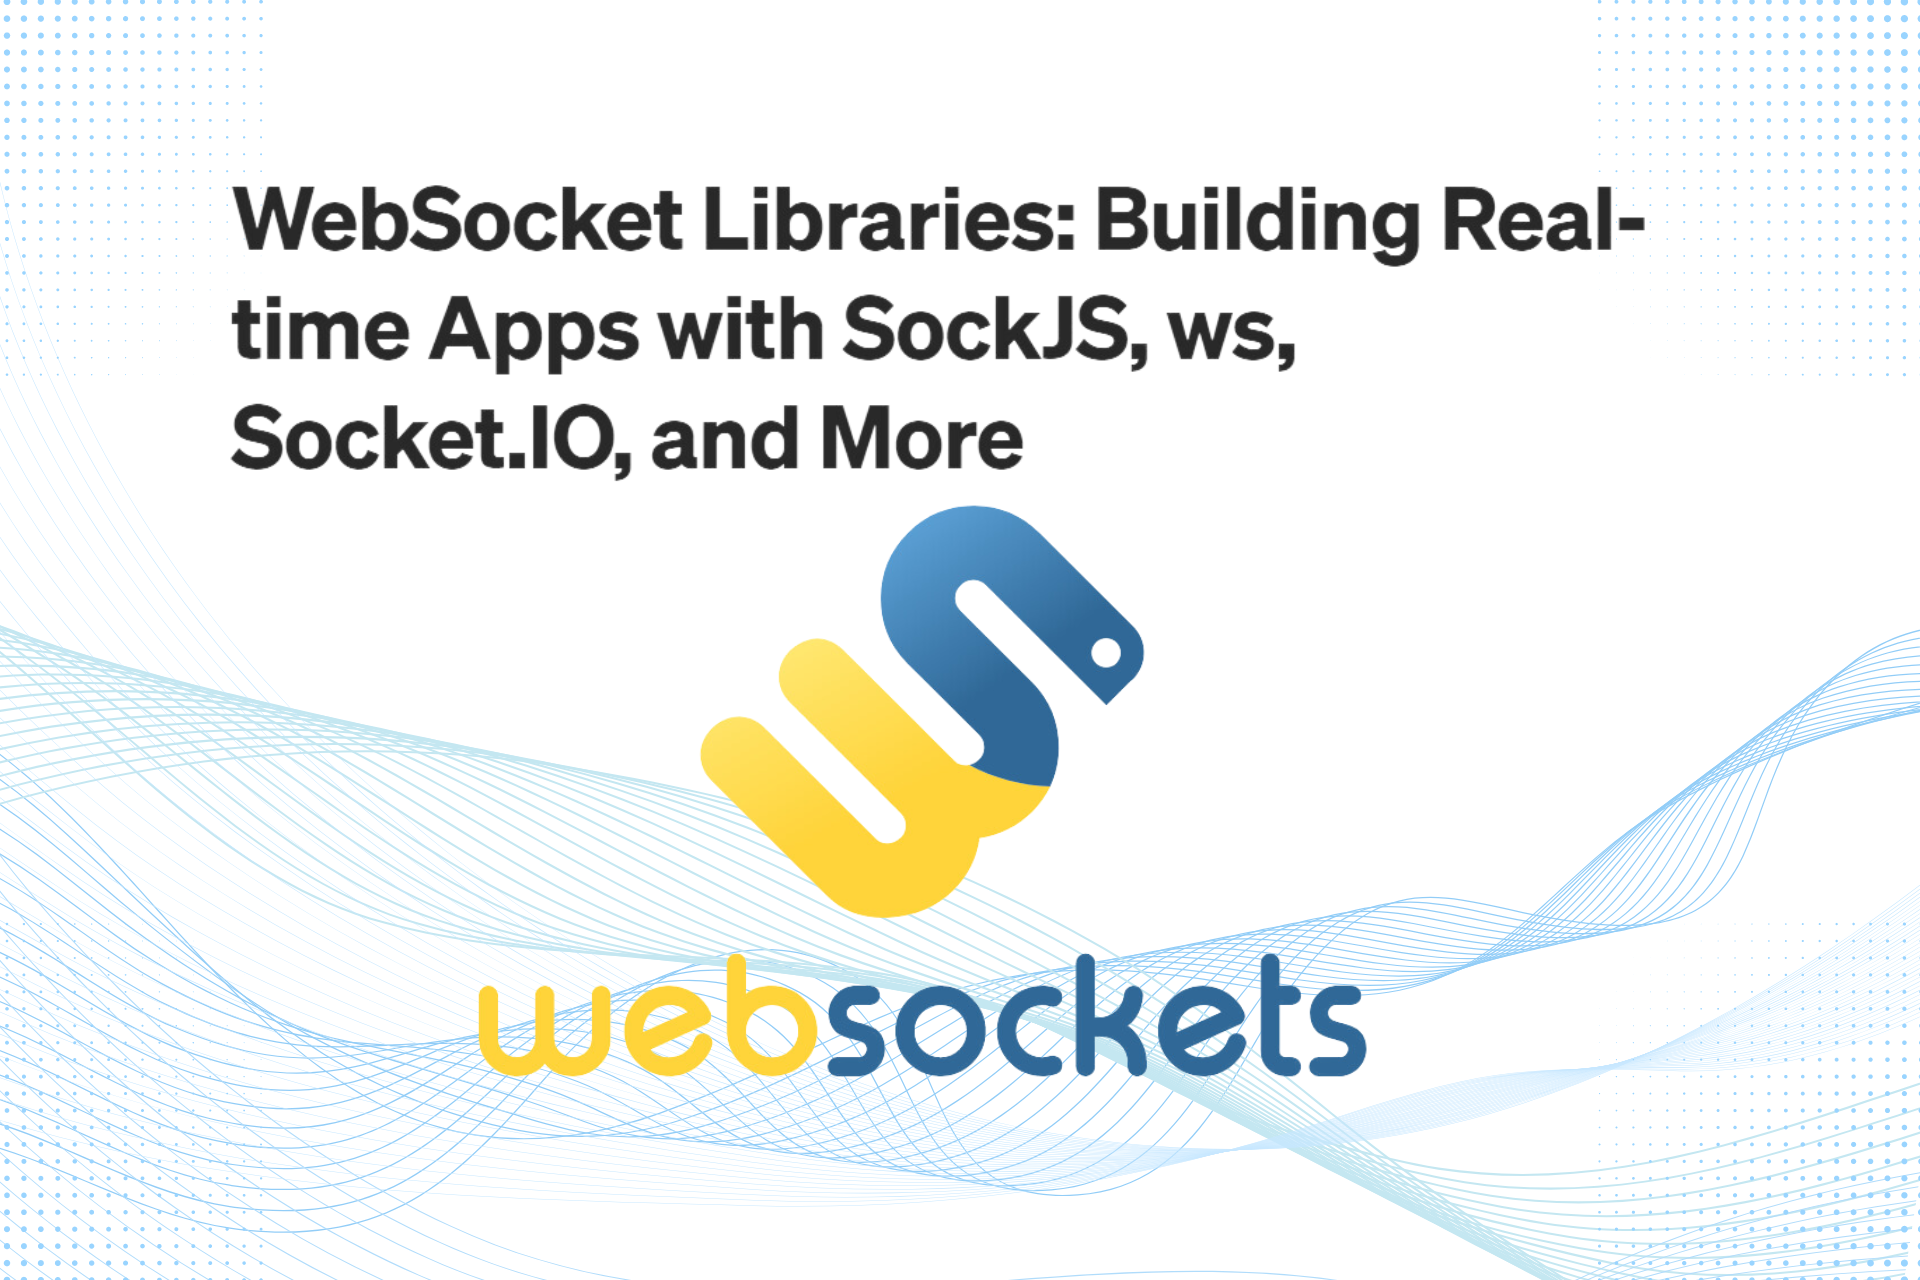 WebSocket Libraries: Building Real-
time Apps with SockJS, ws,
Socket.IO, and More
websockets